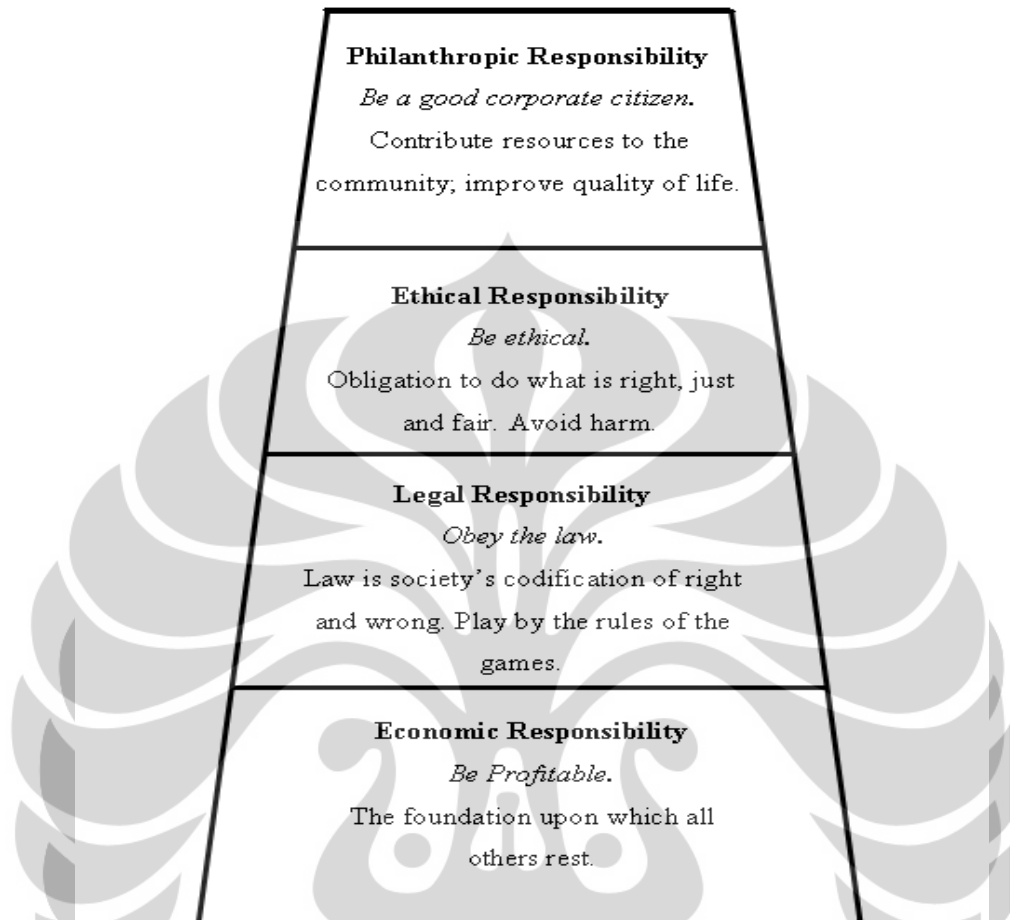 Philanthropic Responsibility
Be a good corporate citizen.
Contribute resources to the
community; improve quality of life.
Ethical Responsibility
Be ethical.
Obligation to do what is right, just
and fair. Avoid harm.
Legal Responsibility
Obey the law.
Law is society’s codification of right
and wrong. Play by the rules of the
games.
Economic Responsibility
Be Profitable.
The foundation upon which all
others rest.